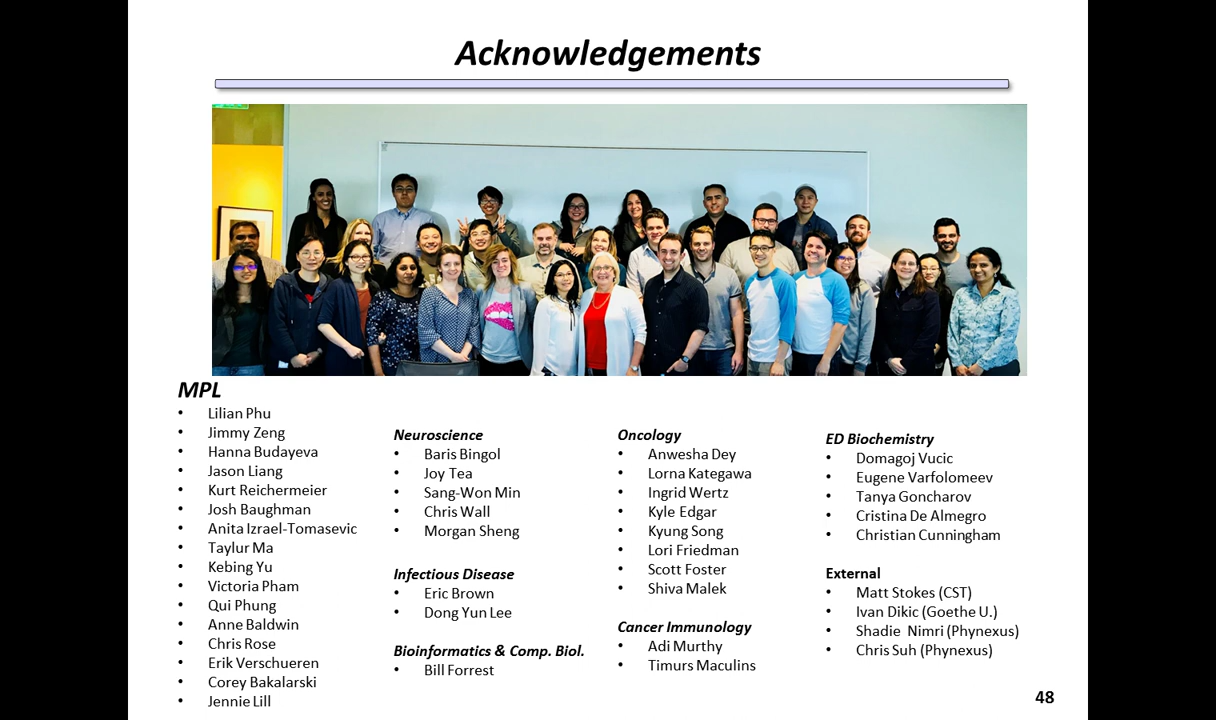 Acknowledgements
MPL
• Lilian Phu
• Jimmy Zeng
• Hanna Budayeva
• Jason Liang
• Kurt Reichermeier
• Josh Baughman
• Anita Izrael-Tomasevic
• Taylur Ma
• Kebing Yu
• Victoria Pham
• Qui Phung
• Anne Baldwin
• Chris Rose
• Erik Verschueren
• Corey Bakalarski
• Jennie Lill
Neuroscience
• Baris Bingol
• Joy Tea
• Sang-Won Min
• Chris Wall
• Morgan Sheng
Infectious Disease
• Eric Brown
• Dong Yun Lee
Bioinformatics & Comp. Biol.
• Bill Forrest
Oncology
• Anwesha Dey
• Lorna Kategawa
• Ingrid Wertz
• Kyle Edgar
• Kyung Song
• Lori Friedman
• Scott Foster
• Shiva Malek
Cancer Immunology
• Adi Murthy
• Timurs Maculins
ED Biochemistry
• Domagoj Vucic
• Eugene Varfolomeev
• Tanya Goncharov
• Cristina De Almegro
• Christian Cunningham
External
• Matt Stokes (CST)
• Ivan Dikic (Goethe U.)
• Shadie Nimri (Phynexus)
• Chris Suh (Phynexus)
48